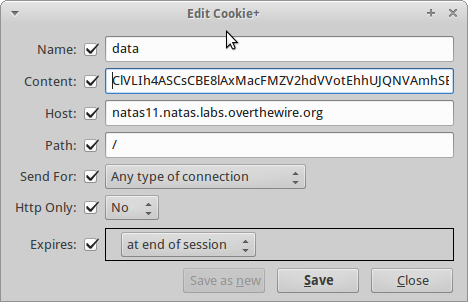 Edit Cookie+
Name: data
Content: ClVLIh4ASCsCBE8lAxMacFMZV2hdVVotEhhUJQNVAmhSE
Host: natas11.natas.labs.overthewire.org
Path: /
Send For: Any type of connection
Http Only: No
Expires: at end of session
Save as new Save Close